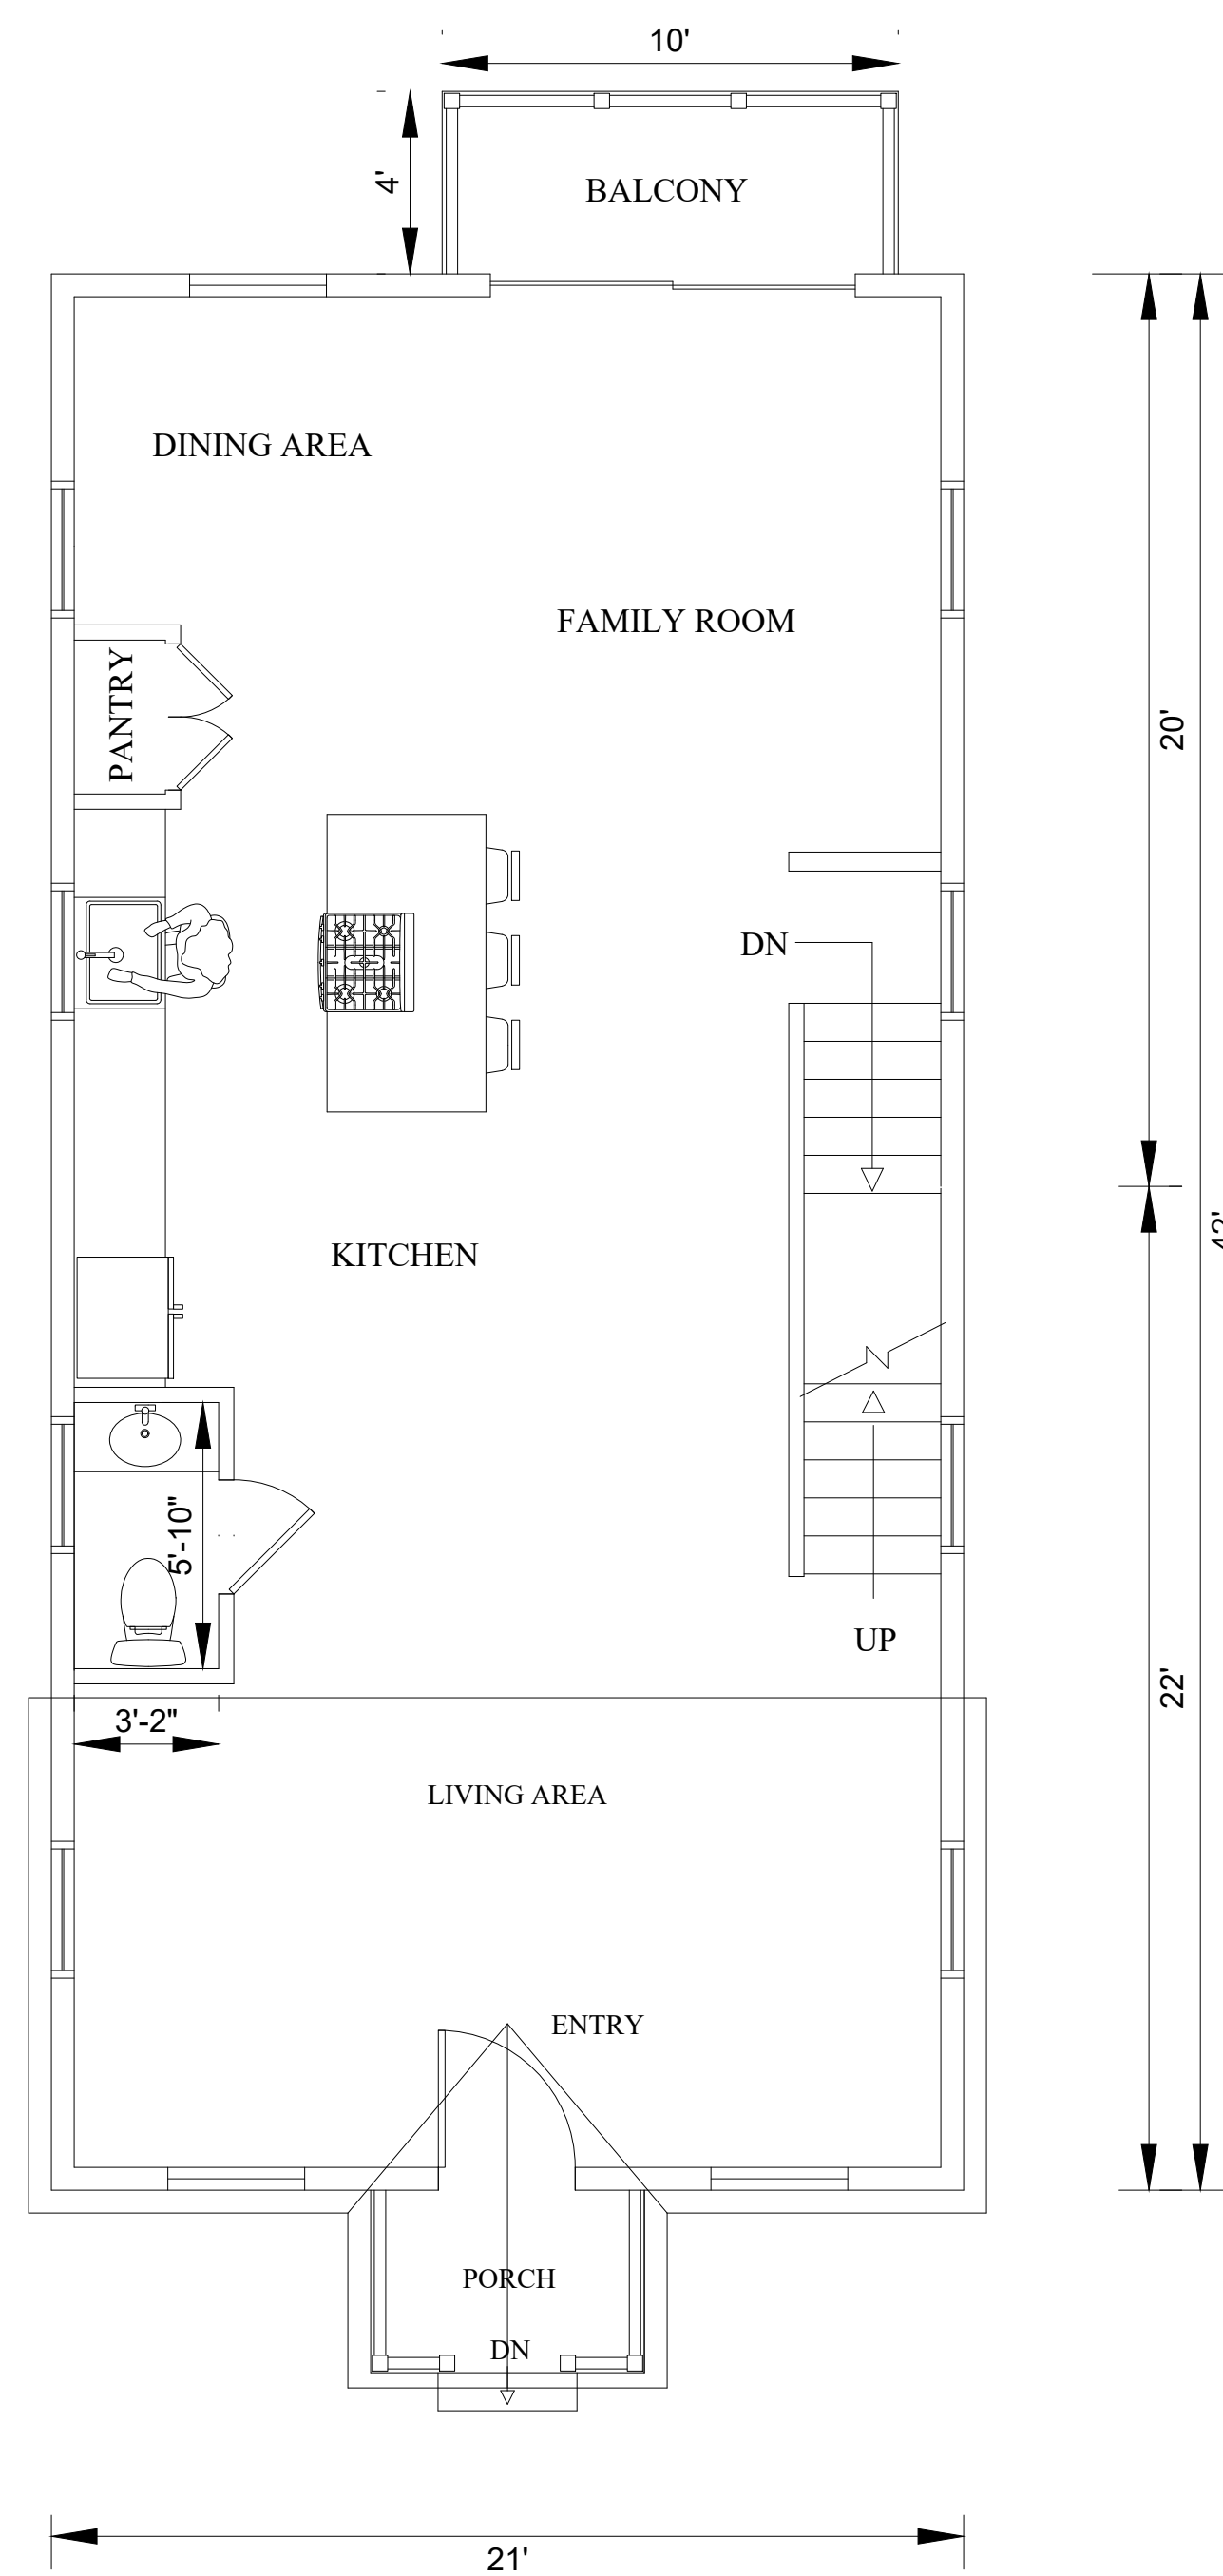 10'
4'
BALCONY
DINING AREA
FAMILY ROOM
PANTRY
20'
DN
42'
KITCHEN
5'-10"
UP
22'
3'-2"
LIVING AREA
ENTRY
PORCH
DN
21'